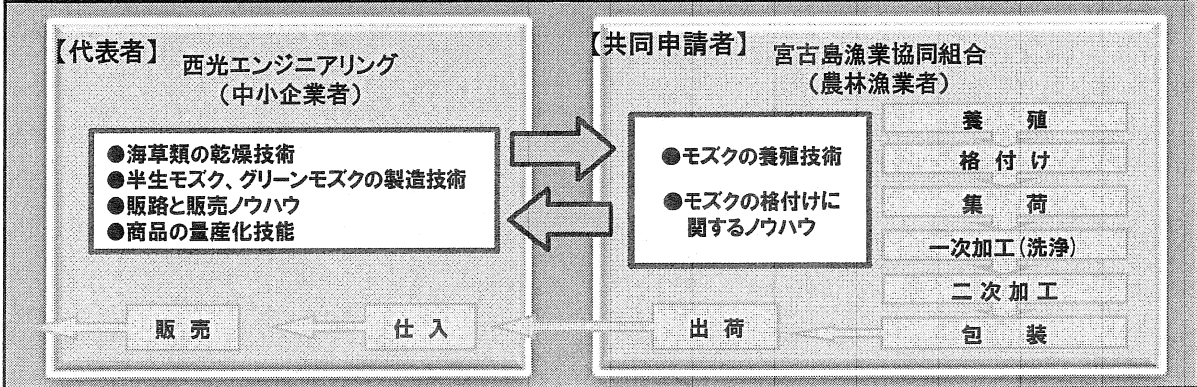 【代表者】
西光エンジニアリング
(中小企業者)
●海草類の乾燥技術
●半生モズク、グリーンモズクの製造技術
●販路と販売ノウハウ
●商品の量産化技能
販 売
仕 入
【共同申請者】
宮古島漁業協同組合
(農林漁業者)
●モズクの養殖技術
●モズクの格付けに
関するノウハウ
養 殖
格 付 け
集 荷
一次加工(洗浄)
二 次 加 工
包 装
出 荷